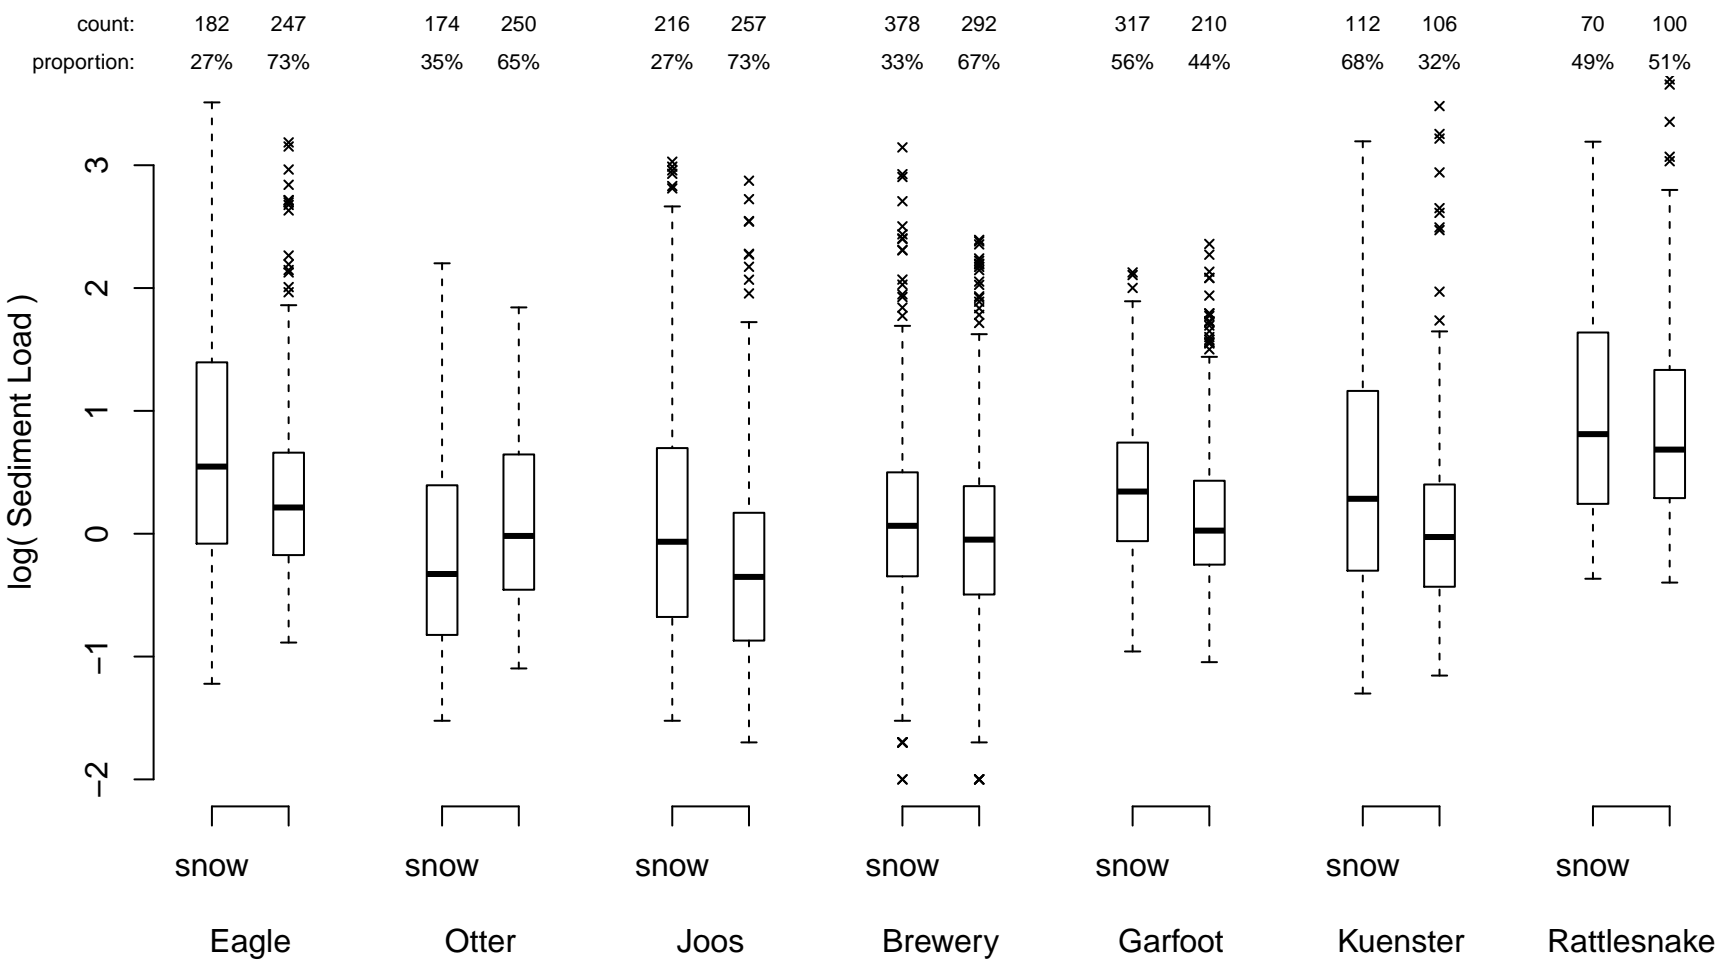 count: 182 247 174 250 216 257 378 292 317 210 112 106 70 100
proportion: 27% 73% 35% 65% 27% 73% 33% 67% 56% 44% 68% 32% 49% 51%
3
2
1
0
−1
−2
log( Sediment Load )
snow snow snow snow snow snow snow
Eagle Otter Joos Brewery Garfoot Kuenster Rattlesnake